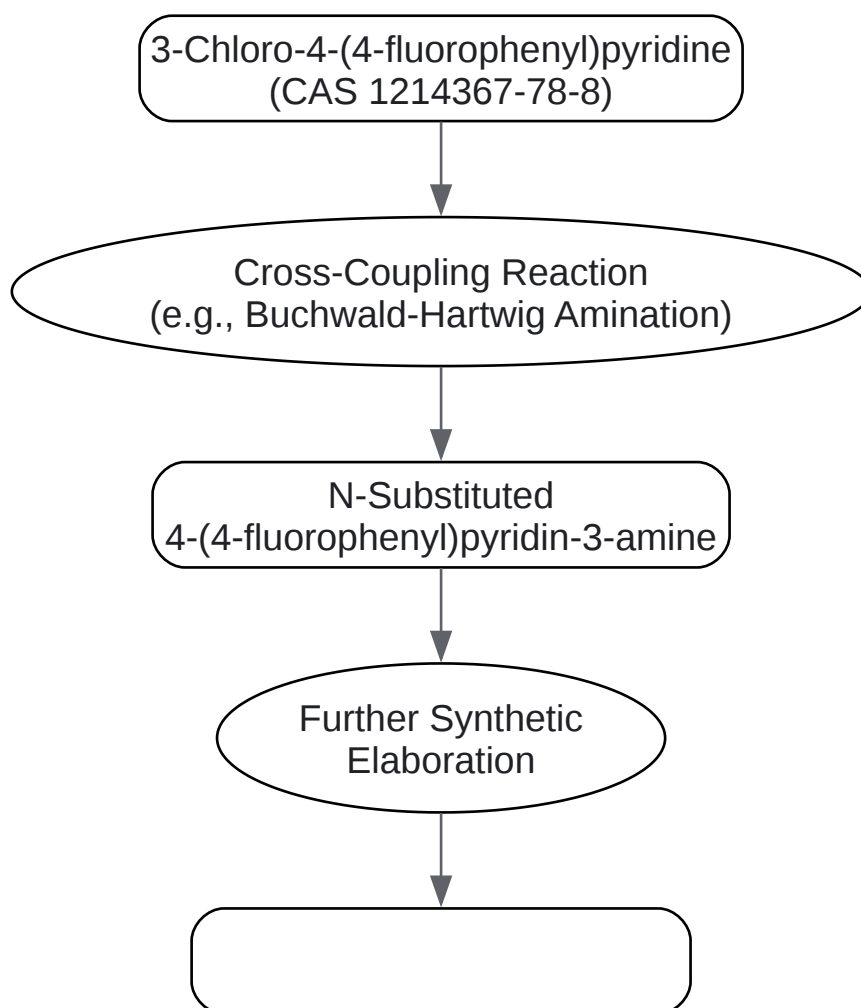 3-Chloro-4-(4-fluorophenyl)pyridine
(CAS 1214367-78-8)
Cross-Coupling Reaction
(e.g., Buchwald-Hartwig Amination)
N-Substituted
4-(4-fluorophenyl)pyridin-3-amine
Further Synthetic
Elaboration